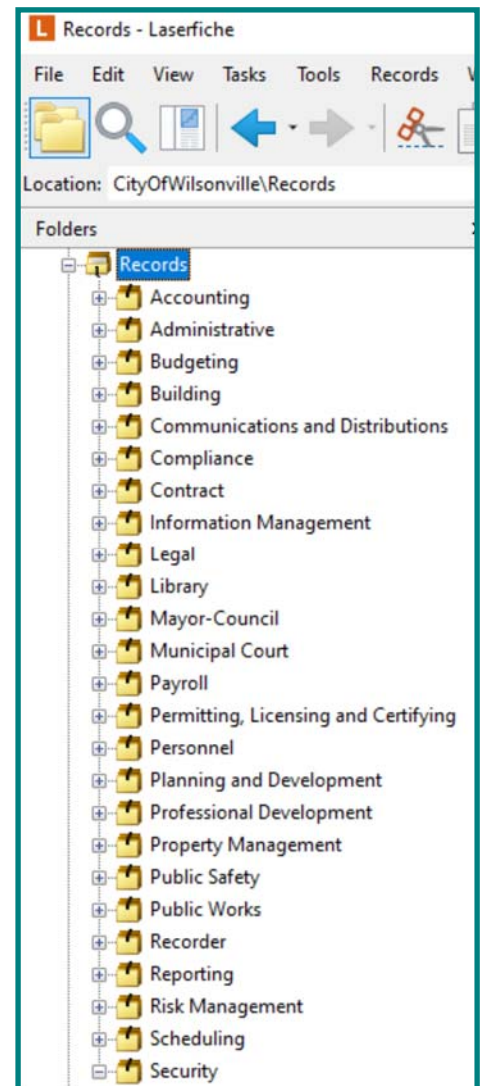 L Records - Laserfiche
File Edit View Tasks Tools Records
Location: CityOfWilsonville\Records
Folders
Records
Accounting
Administrative
Budgeting
Building
Communications and Distributions
Compliance
Contract
Information Management
Legal
Library
Mayor-Council
Municipal Court
Payroll
Permitting, Licensing and Certifying
Personnel
Planning and Development
Professional Development
Property Management
Public Safety
Public Works
Recorder
Reporting
Risk Management
Scheduling
Security